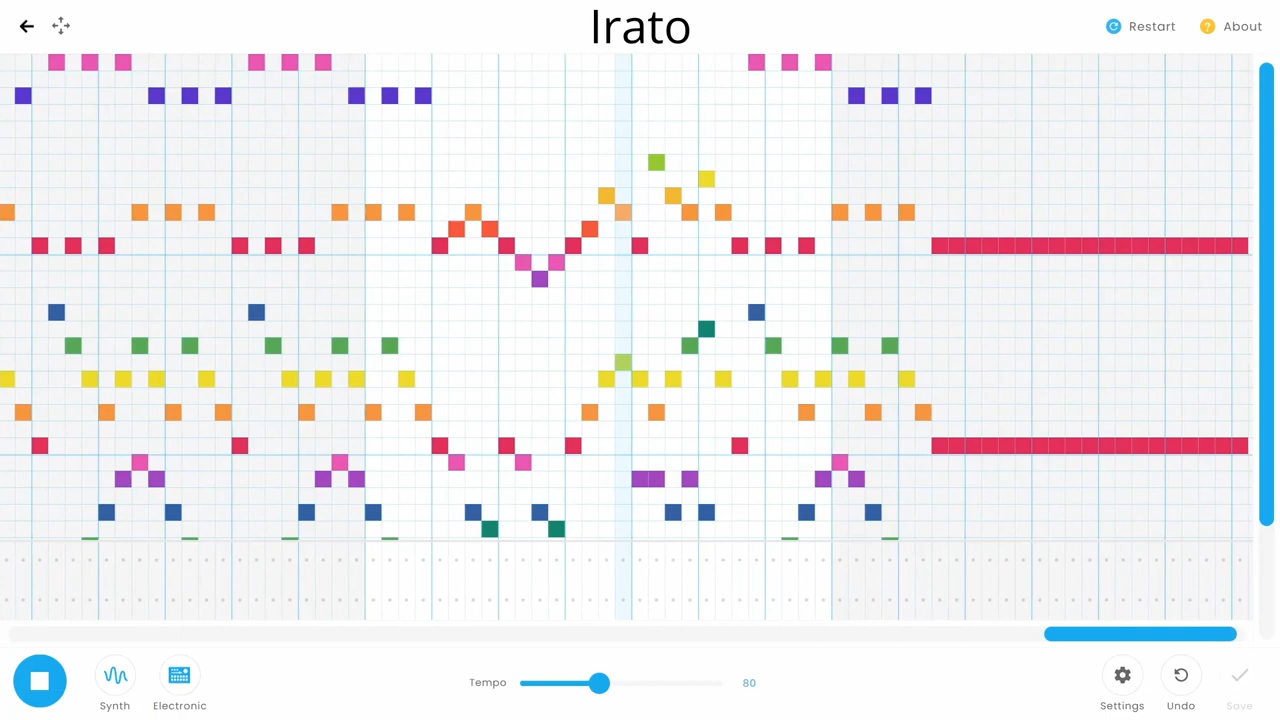 Irato
Restart
About
Synth
Electronic
Tempo
80
Settings
Undo
Save